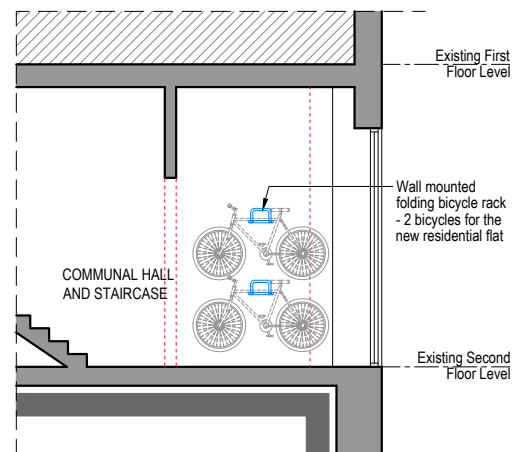 Existing First
Floor Level
Wall mounted
folding bicycle rack
- 2 bicycles for the
new residential flat
COMMUNAL HALL
AND STAIRCASE
Existing Second
Floor Level